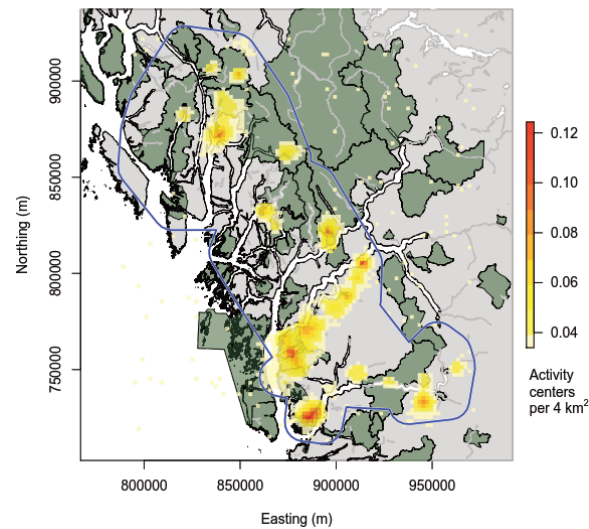 Northing (m)
900000
850000
800000
750000
800000
850000
900000
950000
Easting (m)
0.12
0.10
0.08
0.06
0.04
Activity
centers
per 4 km²